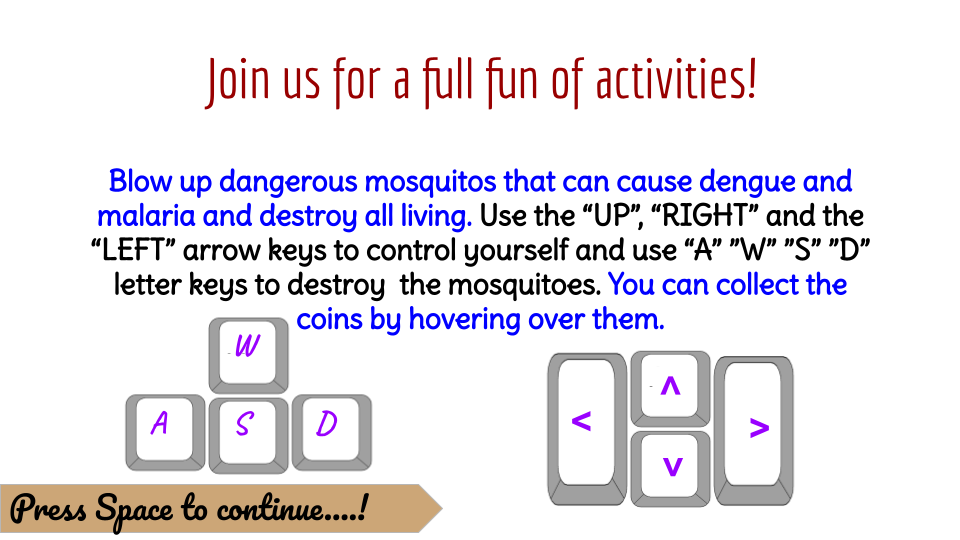 Join us for a full fun of activities!
Blow up dangerous mosquitos that can cause dengue and
malaria and destroy all living. Use the “UP”, “RIGHT” and the
“LEFT” arrow keys to control yourself and use “A” ”W” ”S” ”D”
letter keys to destroy  the mosquitoes. You can collect the
coins by hovering over them.
W
A S D
<
^
v
>
Press Space to continue....!